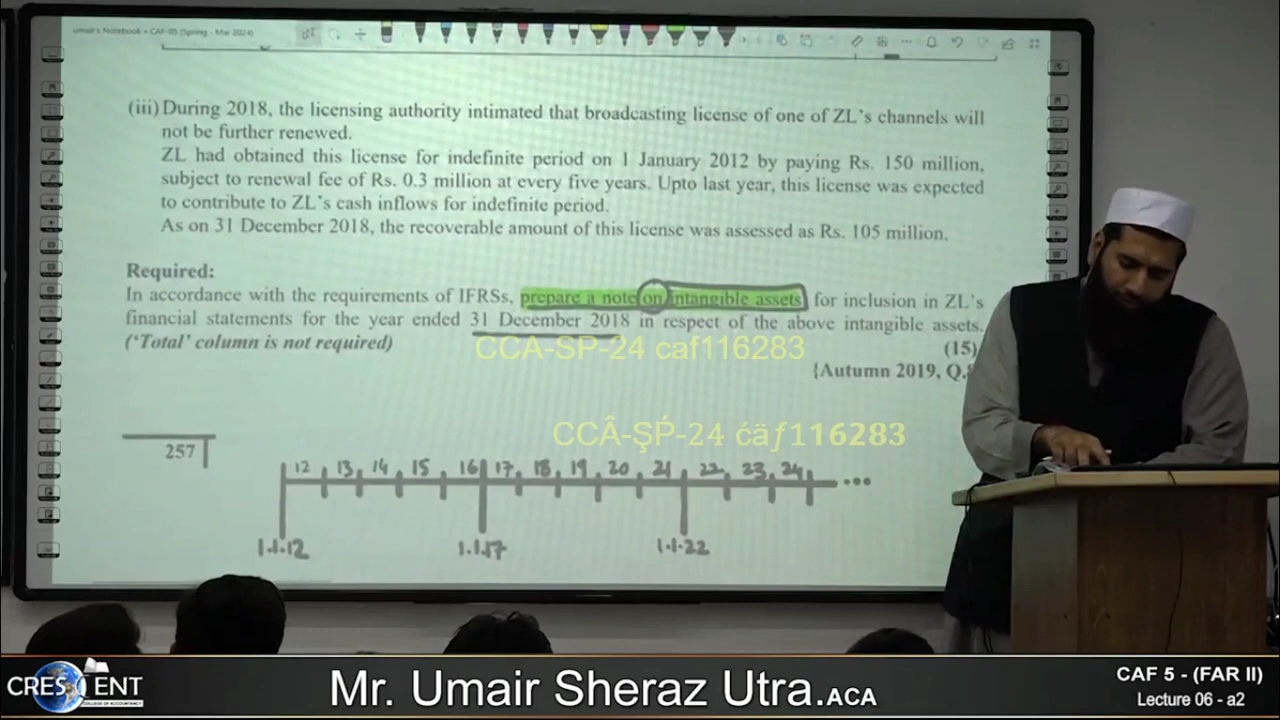 umair's Notebook • CAF-05 (Spring - Mar 2024)
(iii) During 2018, the licensing authority intimated that broadcasting license of one of ZL's channels will
not be further renewed.
ZL had obtained this license for indefinite period on 1 January 2012 by paying Rs. 150 million,
subject to renewal fee of Rs. 0.3 million at every five years. Upto last year, this license was expected
to contribute to ZL's cash inflows for indefinite period.
As on 31 December 2018, the recoverable amount of this license was assessed as Rs. 105 million.
Required:
In accordance with the requirements of IFRSs, prepare a note on intangible assets for inclusion in ZL's
financial statements for the year ended 31 December 2018 in respect of the above intangible assets.
('Total' column is not required) (15)
CCA-SP-24 caf116283
{Autumn 2019, Q.
CCÂ-ŞṔ-24 ćäƒ116283
257
12 13 14 15 16 17 18 19 20 21 22 23 24 ...
1.1.12 1.1.17 1.1.22
CRESCENT
COLLEGE OF ACCOUNTANCY
Mr. Umair Sheraz Utra.ACA
CAF 5 - (FAR II)
Lecture 06 - a2